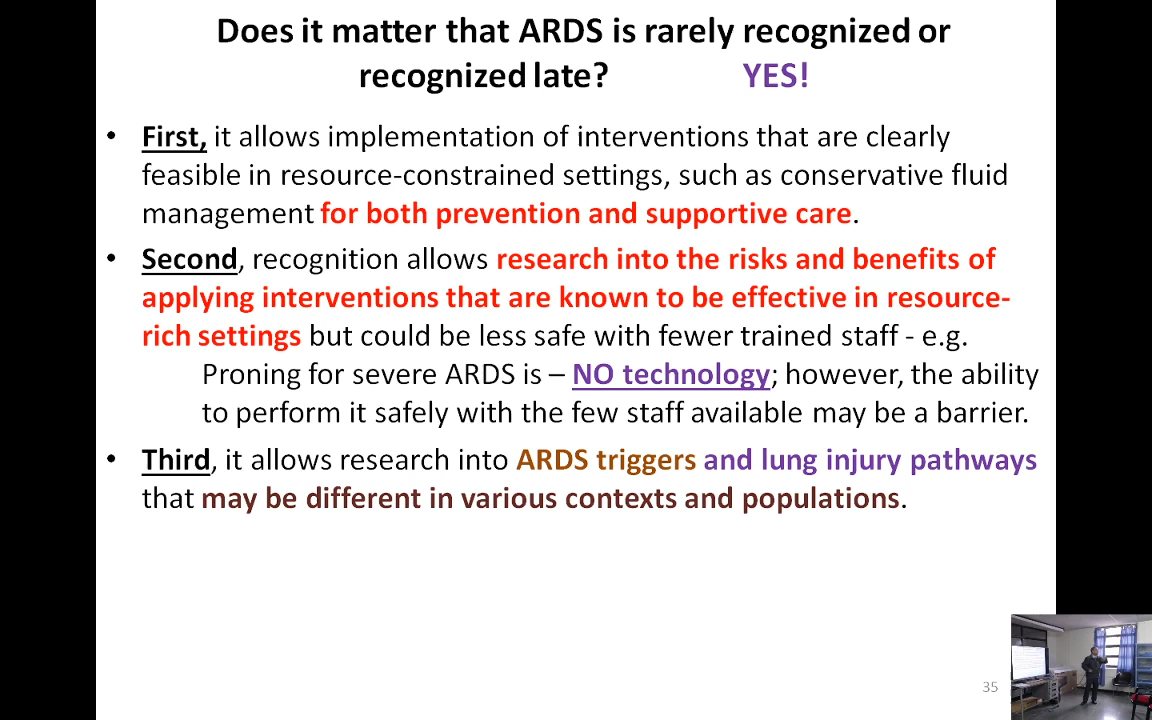 Does it matter that ARDS is rarely recognized or
recognized late? YES!
• First, it allows implementation of interventions that are clearly
feasible in resource-constrained settings, such as conservative fluid
management for both prevention and supportive care.
• Second, recognition allows research into the risks and benefits of
applying interventions that are known to be effective in resource-
rich settings but could be less safe with fewer trained staff - e.g.
Proning for severe ARDS is – NO technology; however, the ability
to perform it safely with the few staff available may be a barrier.
• Third, it allows research into ARDS triggers and lung injury pathways
that may be different in various contexts and populations.
35